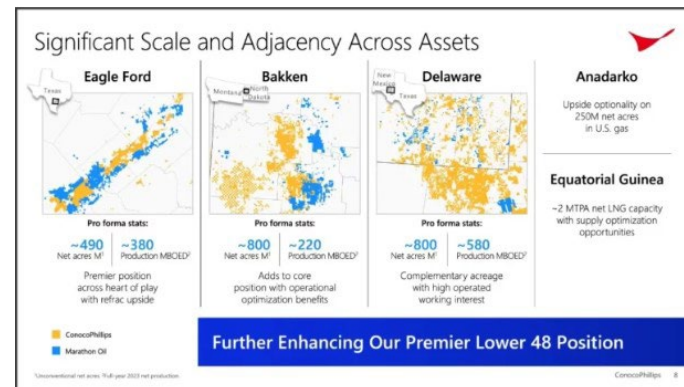 Significant Scale and Adjacency Across Assets
Eagle Ford
Texas
Pro forma stats:
~490
Net acres M¹
~380
Production MBOED²
Premier position
across heart of play
with refrac upside
Bakken
Montana
North
Dakota
Pro forma stats:
~800
Net acres M¹
~220
Production MBOED²
Adds to core
position with operational
optimization benefits
Delaware
New
Mexico
Texas
Pro forma stats:
~800
Net acres M¹
~580
Production MBOED²
Complementary acreage
with high operated
working interest
Anadarko
Upside optionality on
250M net acres
in U.S. gas
Equatorial Guinea
~2 MTPA net LNG capacity
with supply optimization
opportunities
ConocoPhillips
Marathon Oil
Further Enhancing Our Premier Lower 48 Position
¹Unconventional net acres. ²Full-year 2023 net production.
ConocoPhillips 8